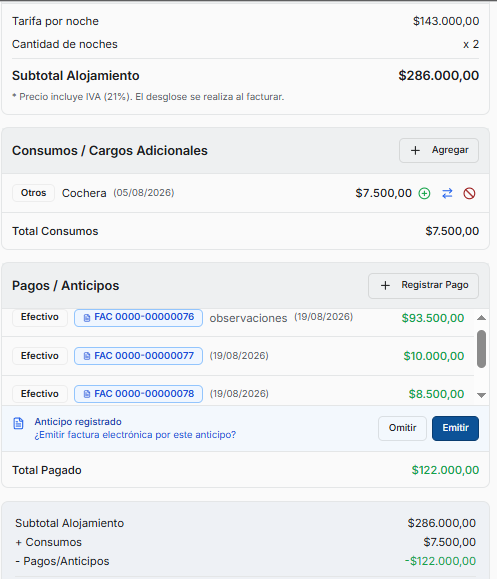 Tarifa por noche $143.000,00
Cantidad de noches x 2
Subtotal Alojamiento $286.000,00
* Precio incluye IVA (21%). El desglose se realiza al facturar.
Consumos / Cargos Adicionales + Agregar
Otros Cochera (05/08/2026) $7.500,00
Total Consumos $7.500,00
Pagos / Anticipos + Registrar Pago
Efectivo FAC 0000-00000076 observaciones (19/08/2026) $93.500,00
Efectivo FAC 0000-00000077 (19/08/2026) $10.000,00
Efectivo FAC 0000-00000078 (19/08/2026) $8.500,00
Anticipo registrado
¿Emitir factura electrónica por este anticipo? Omitir Emitir
Total Pagado $122.000,00
Subtotal Alojamiento $286.000,00
+ Consumos $7.500,00
- Pagos/Anticipos -$122.000,00